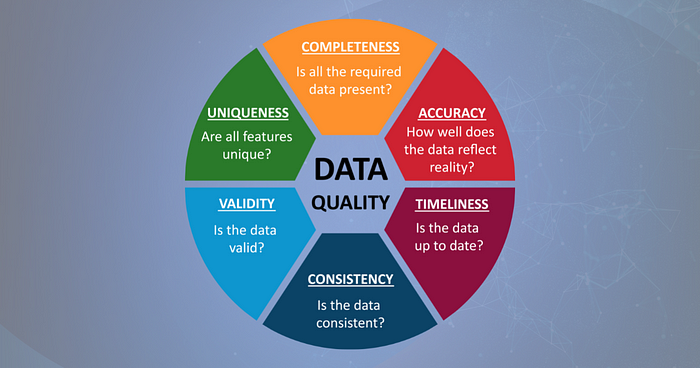 COMPLETENESS
Is all the required
data present?
ACCURACY
How well does
the data reflect
reality?
TIMELINESS
Is the data
up to date?
CONSISTENCY
Is the data
consistent?
VALIDITY
Is the data
valid?
UNIQUENESS
Are all features
unique?
DATA
QUALITY